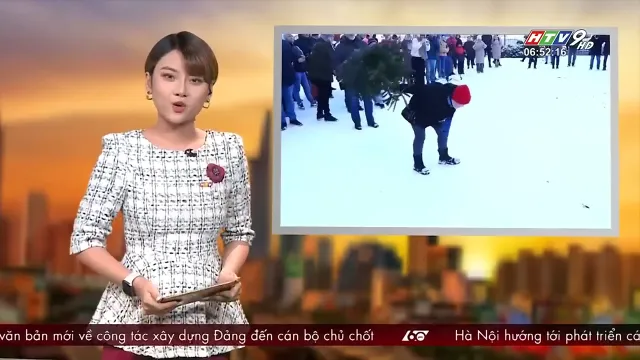 HTV9 HD
06:52:16
văn bản mới về công tác xây dựng Đảng đến cán bộ chủ chốt
60
Hà Nội hướng tới phát triển